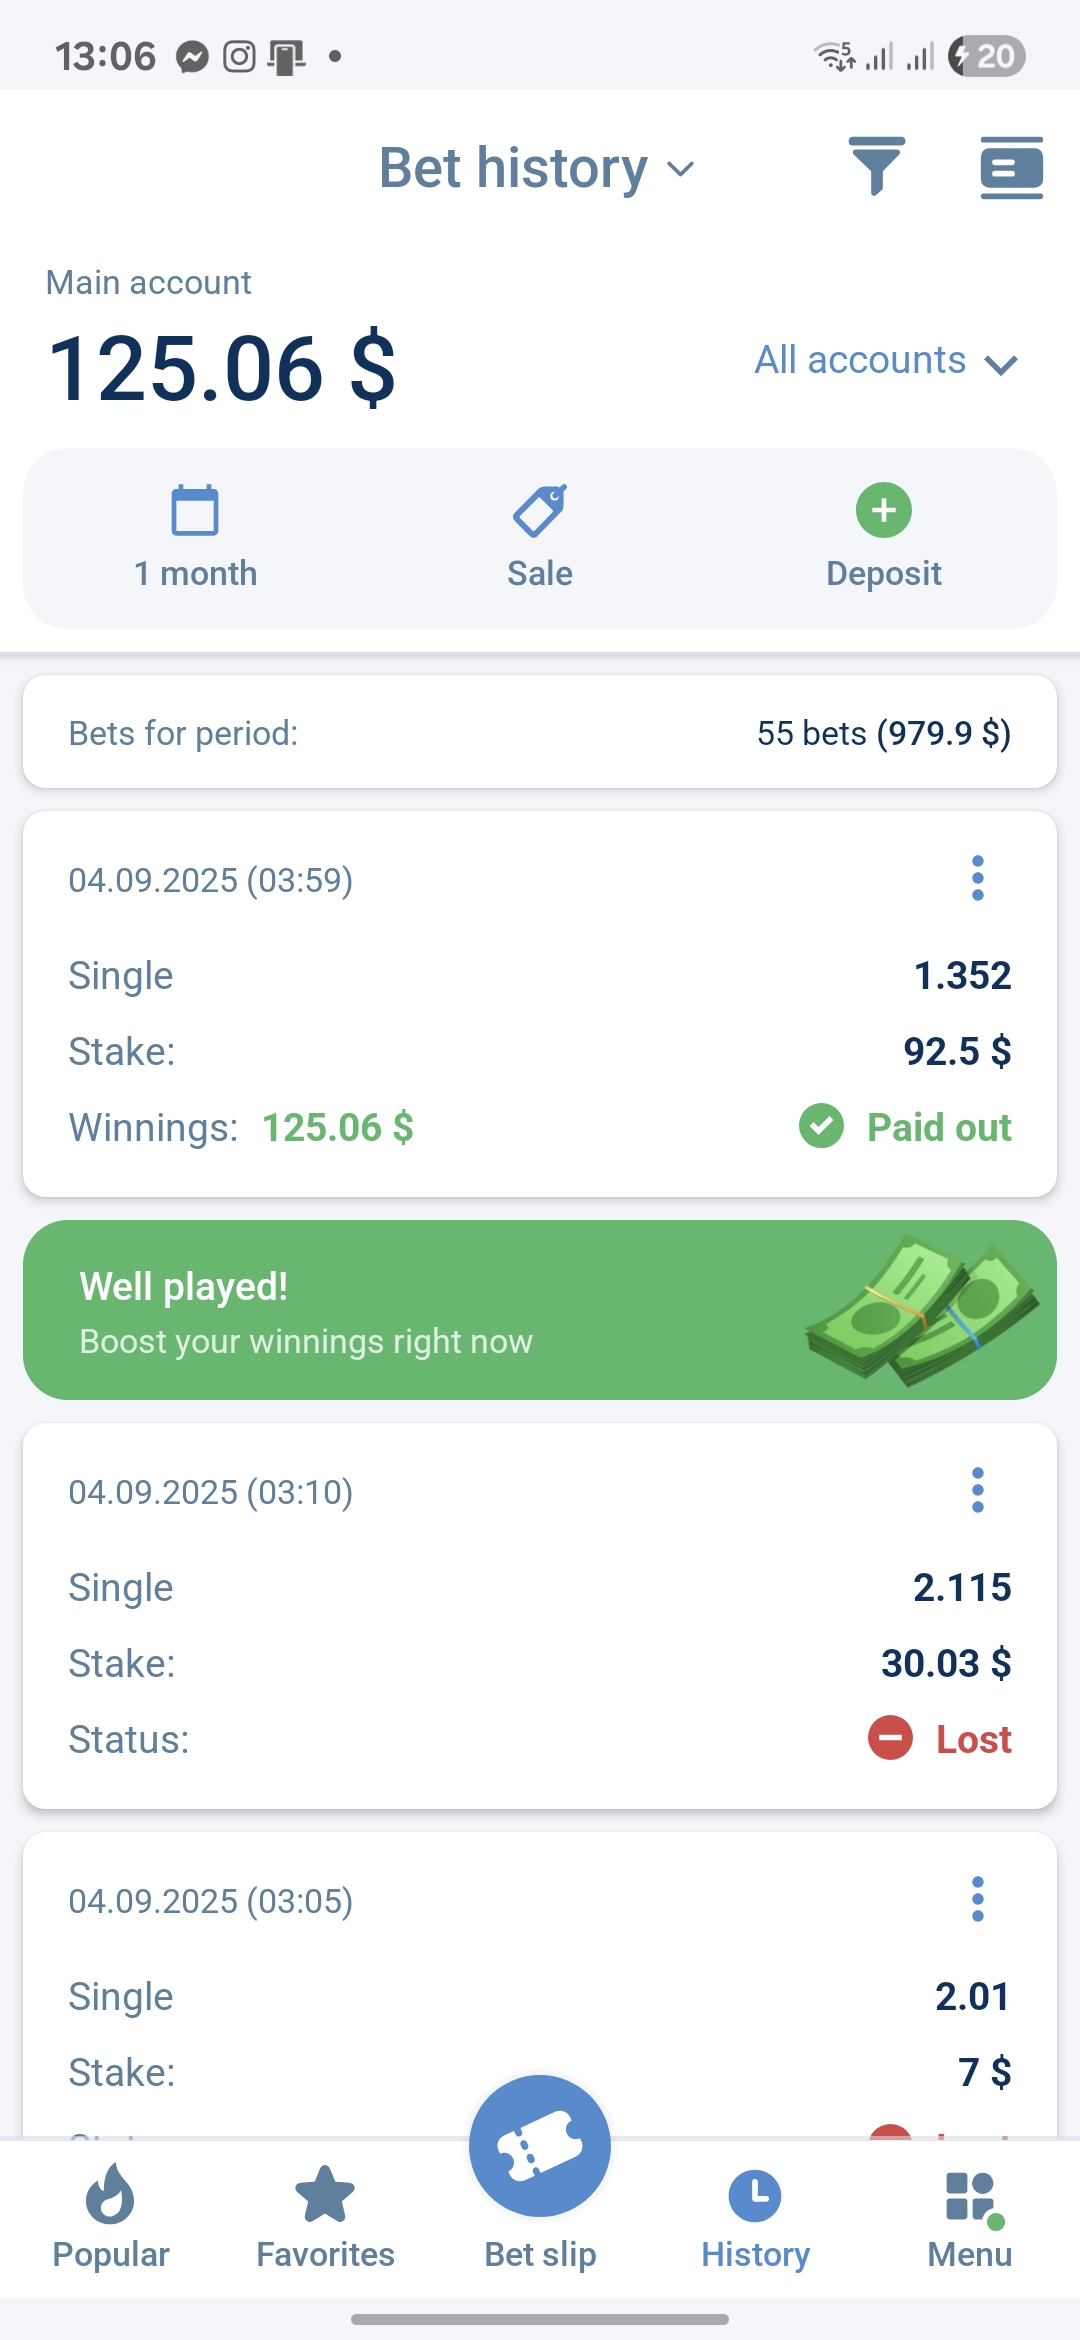 13:06
5
20
Bet history
Main account
125.06 $
All accounts
1 month
Sale
Deposit
Bets for period:
55 bets (979.9 $)
04.09.2025 (03:59)
Single
1.352
Stake:
92.5 $
Winnings: 125.06 $
Paid out
Well played!
Boost your winnings right now
04.09.2025 (03:10)
Single
2.115
Stake:
30.03 $
Status:
Lost
04.09.2025 (03:05)
Single
2.01
Stake:
7 $
Popular
Favorites
Bet slip
History
Menu